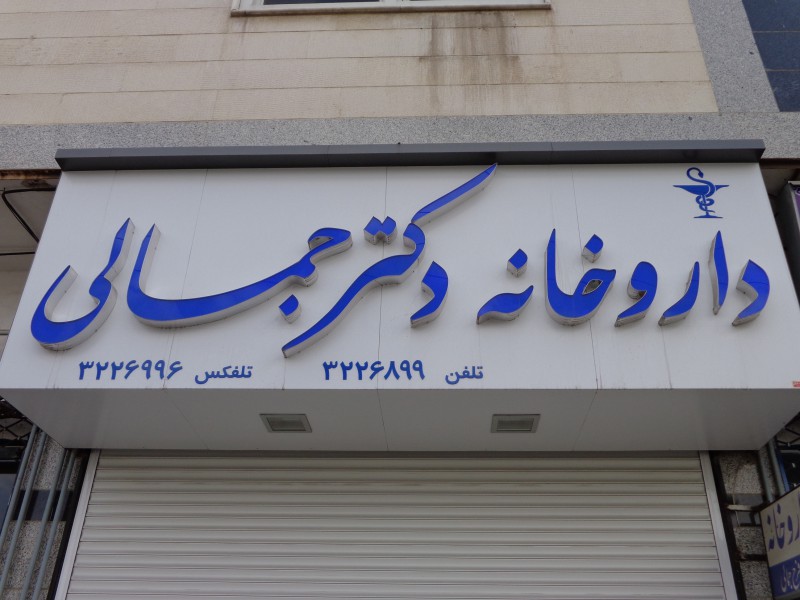 داروخانه دکتر جمالی
تلفن ۳۲۲۶۸۹۹ تلفکس ۳۲۲۶۹۹۶